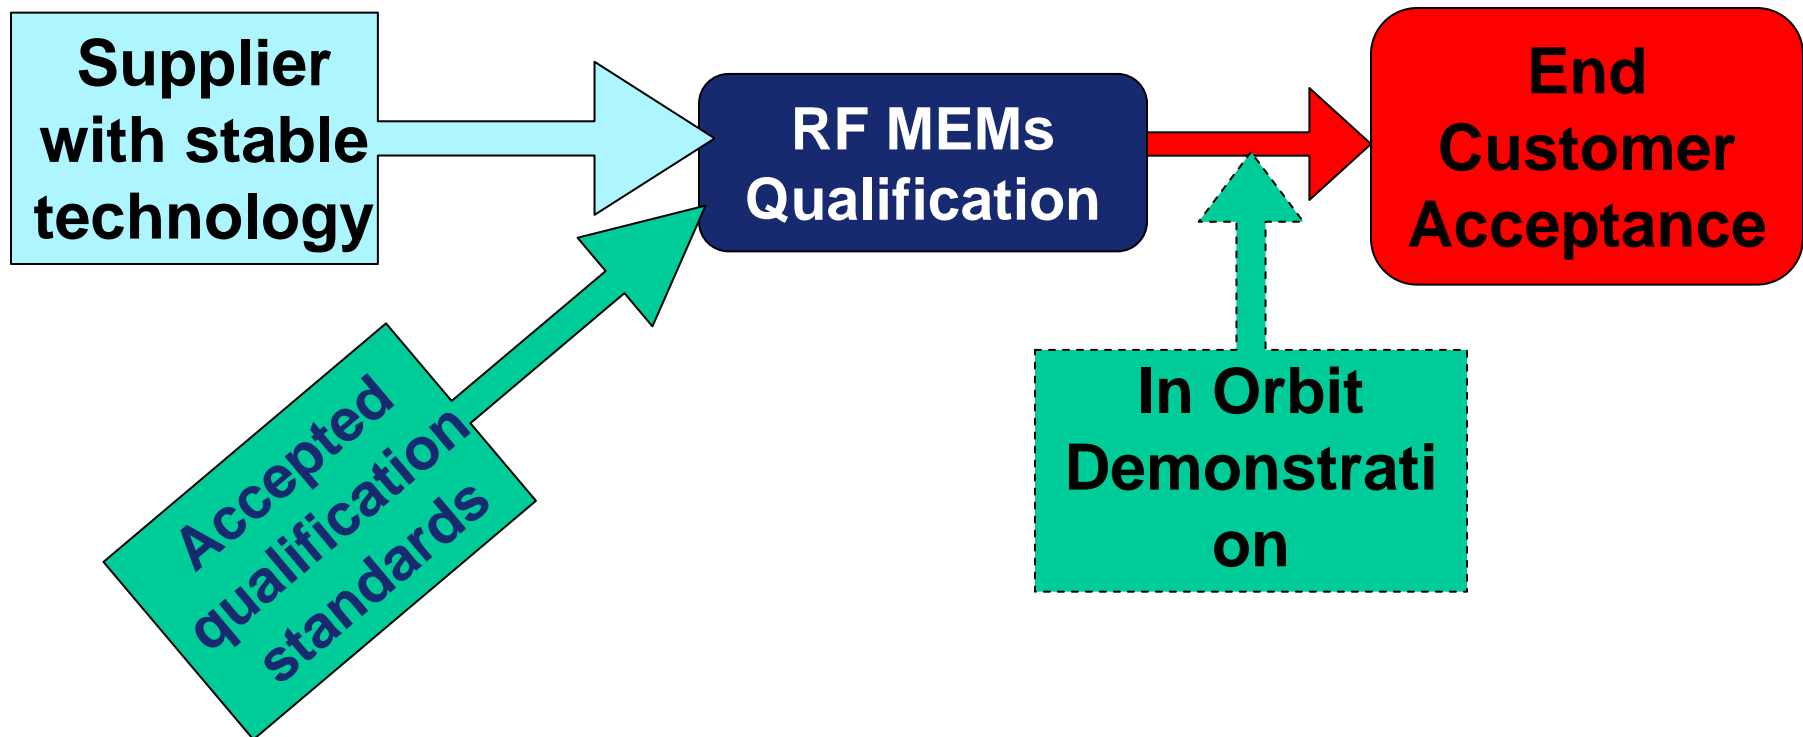 Supplier
with stable
technology
RF MEMs
Qualification
End
Customer
Acceptance
Accepted
qualification
standards
In Orbit
Demonstrati
on